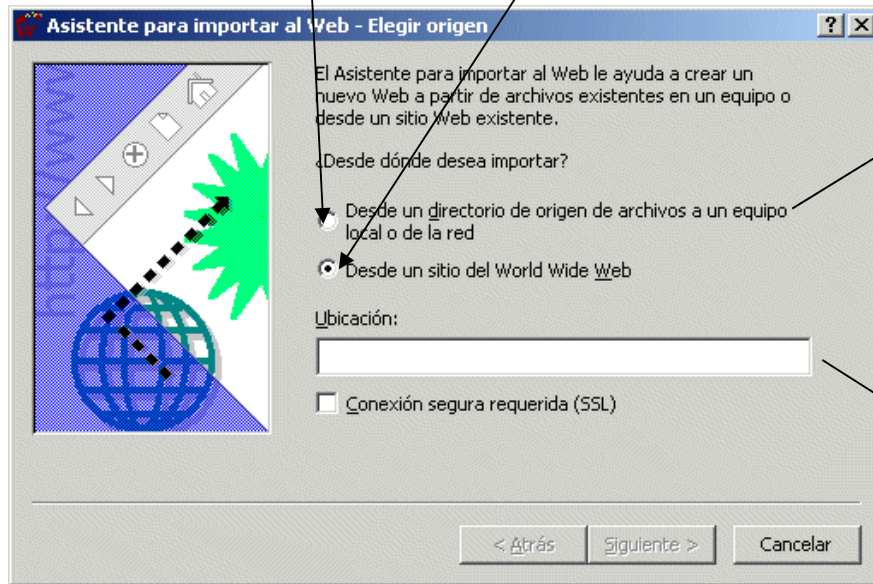 Asistente para importar al Web - Elegir origen
http://www
El Asistente para importar al Web le ayuda a crear un
nuevo Web a partir de archivos existentes en un equipo o
desde un sitio Web existente.
¿Desde dónde desea importar?
Desde un directorio de origen de archivos a un equipo
local o de la red
Desde un sitio del World Wide Web
Ubicación:
Conexión segura requerida (SSL)
< Atrás
Siguiente >
Cancelar